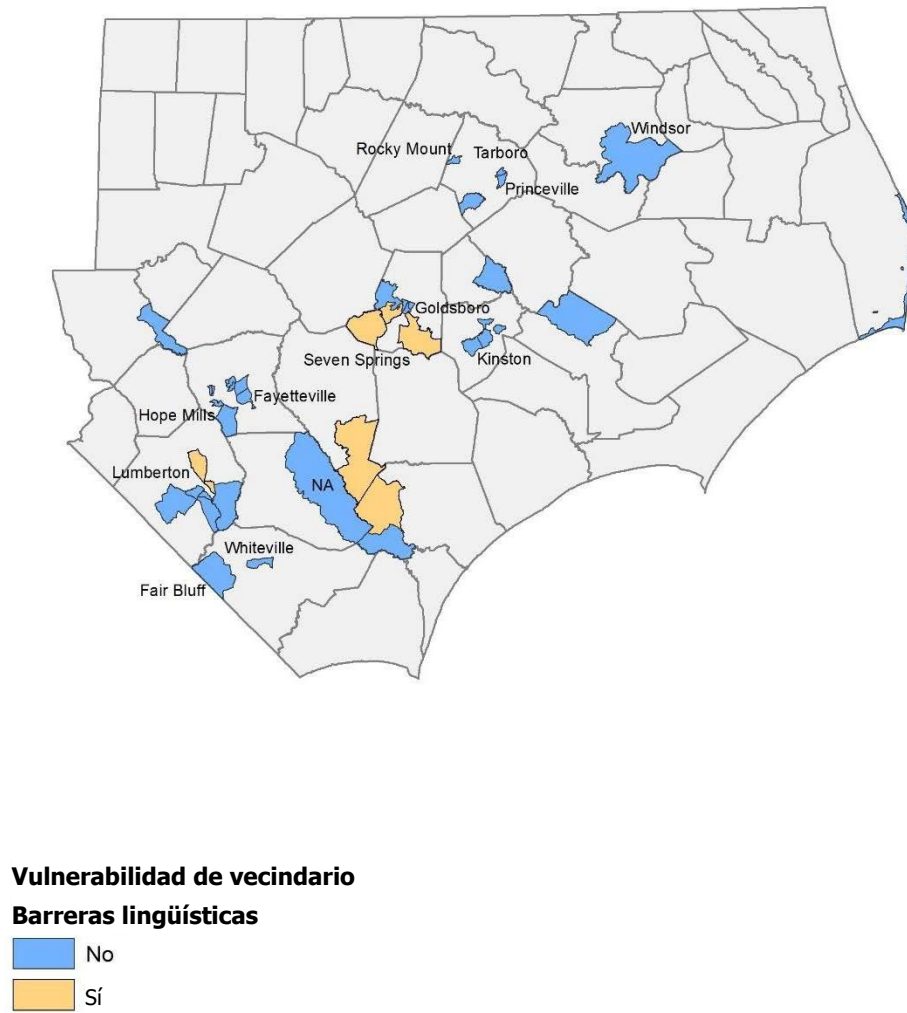 Windsor
Rocky Mount
Tarboro
Princeville
Goldsboro
Seven Springs
Kinston
Fayetteville
Hope Mills
Lumberton
NA
Whiteville
Fair Bluff
Vulnerabilidad de vecindario
Barreras lingüísticas
No
Sí